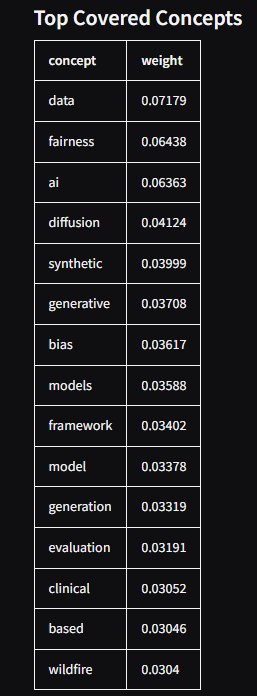 Top Covered Concepts
concept weight
data 0.07179
fairness 0.06438
ai 0.06363
diffusion 0.04124
synthetic 0.03999
generative 0.03708
bias 0.03617
models 0.03588
framework 0.03402
model 0.03378
generation 0.03319
evaluation 0.03191
clinical 0.03052
based 0.03046
wildfire 0.0304